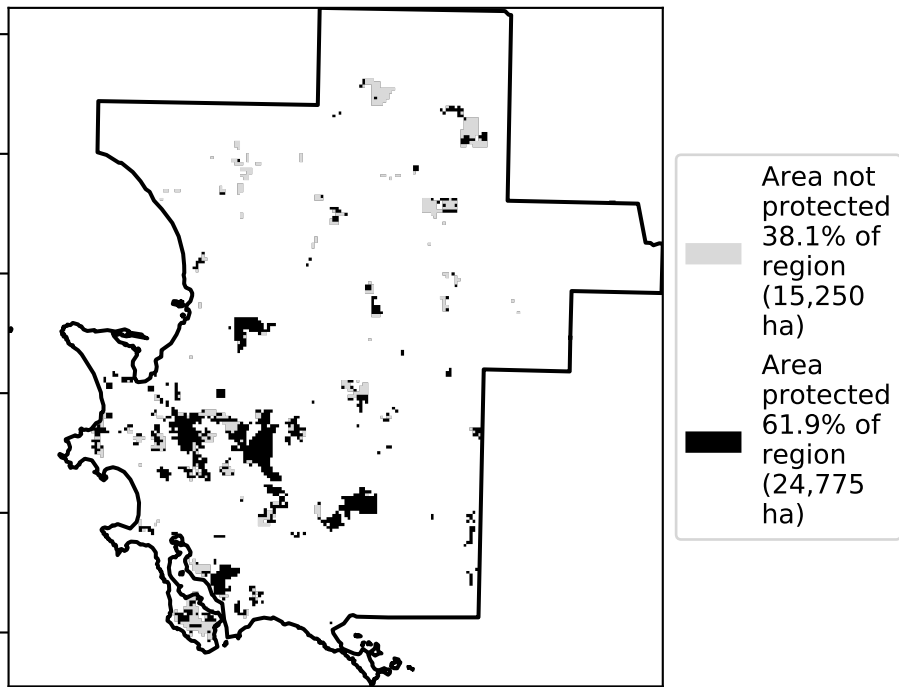 Area not
protected
38.1% of
region
(15,250
ha)
Area
protected
61.9% of
region
(24,775
ha)